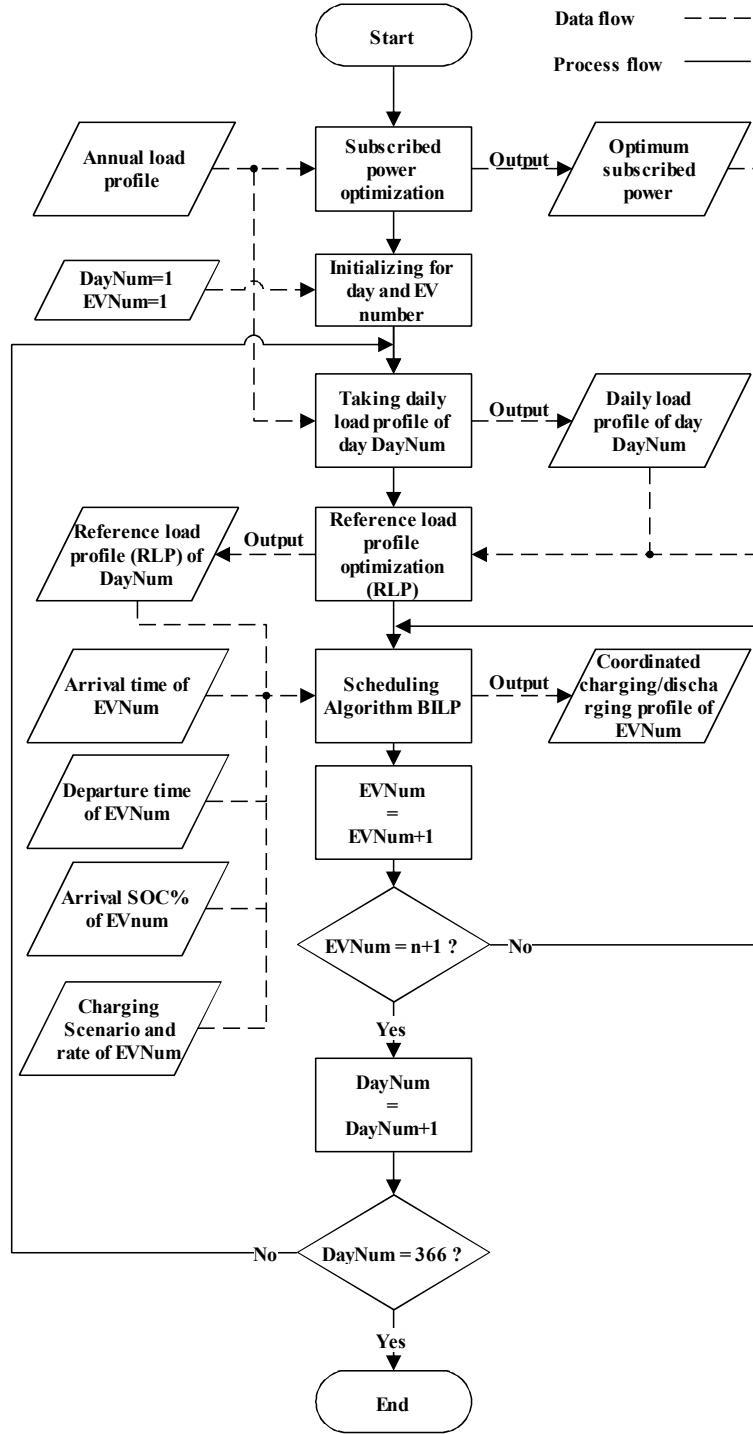 Start
Data flow
Process flow
Annual load
profile
Subscribed
power
optimization
Output
Optimum
subscribed
power
DayNum=1
EVNum=1
Initializing for
day and EV
number
Taking daily
load profile of
day DayNum
Output
Daily load
profile of day
DayNum
Reference load
profile (RLP) of
DayNum
Output
Reference load
profile
optimization
(RLP)
Arrival time of
EVNum
Scheduling
Algorithm BILP
Output
Coordinated
charging/discha
rging profile of
EVNum
Departure time
of EVNum
EVNum
=
EVNum+1
Arrival SOC%
of EVnum
EVNum = n+1 ?
No
Charging
Scenario and
rate of EVNum
Yes
DayNum
=
DayNum+1
No
DayNum = 366 ?
Yes
End